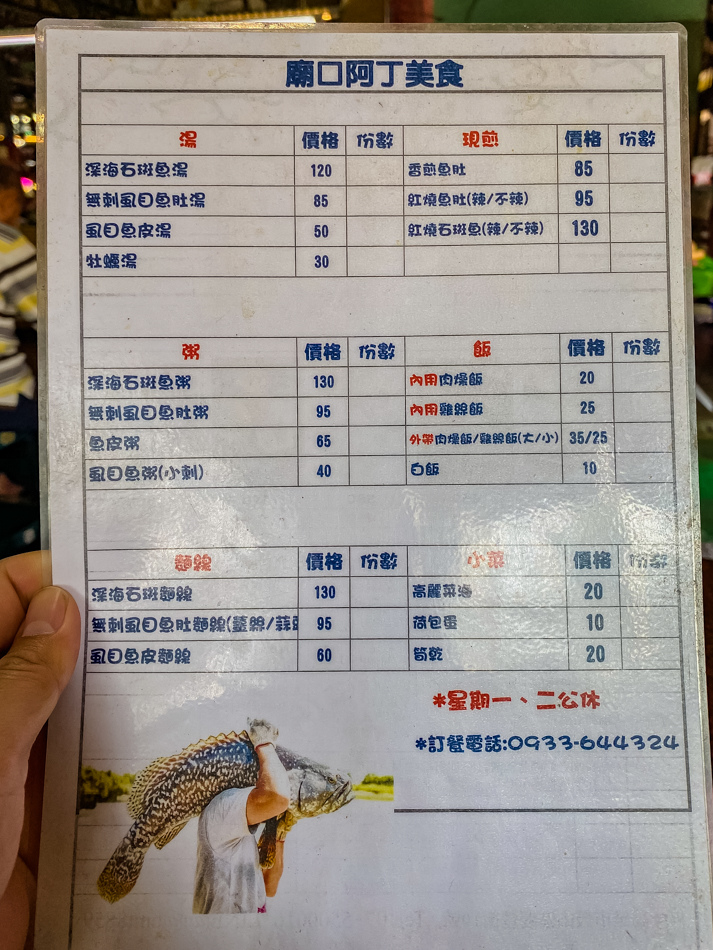 廟口阿丁美食
湯 價格 份數 現煎 價格 份數
深海石斑魚湯 120 香煎魚肚 85
無刺虱目魚肚湯 85 紅燒魚肚(辣/不辣) 95
虱目魚皮湯 50 紅燒石斑魚(辣/不辣) 130
牡蠣湯 30
粥 價格 份數 飯 價格 份數
深海石斑魚粥 130 內用肉燥飯 20
無刺虱目魚肚粥 95 內用雞絲飯 25
魚皮粥 65 外帶肉燥飯/雞絲飯(大/小) 35/25
虱目魚粥(小刺) 40 白飯 10
麵線 價格 份數 小菜 價格 份數
深海石斑麵線 130 高麗菜滷 20
無刺虱目魚肚麵線(薑絲/蒜 95 荷包蛋 10
虱目魚皮麵線 60 筍乾 20
*星期一、二公休
*訂餐電話:0933-644324